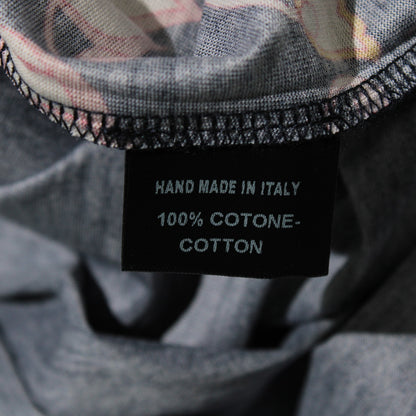 HAND MADE IN ITALY
100% COTONE-
COTTON